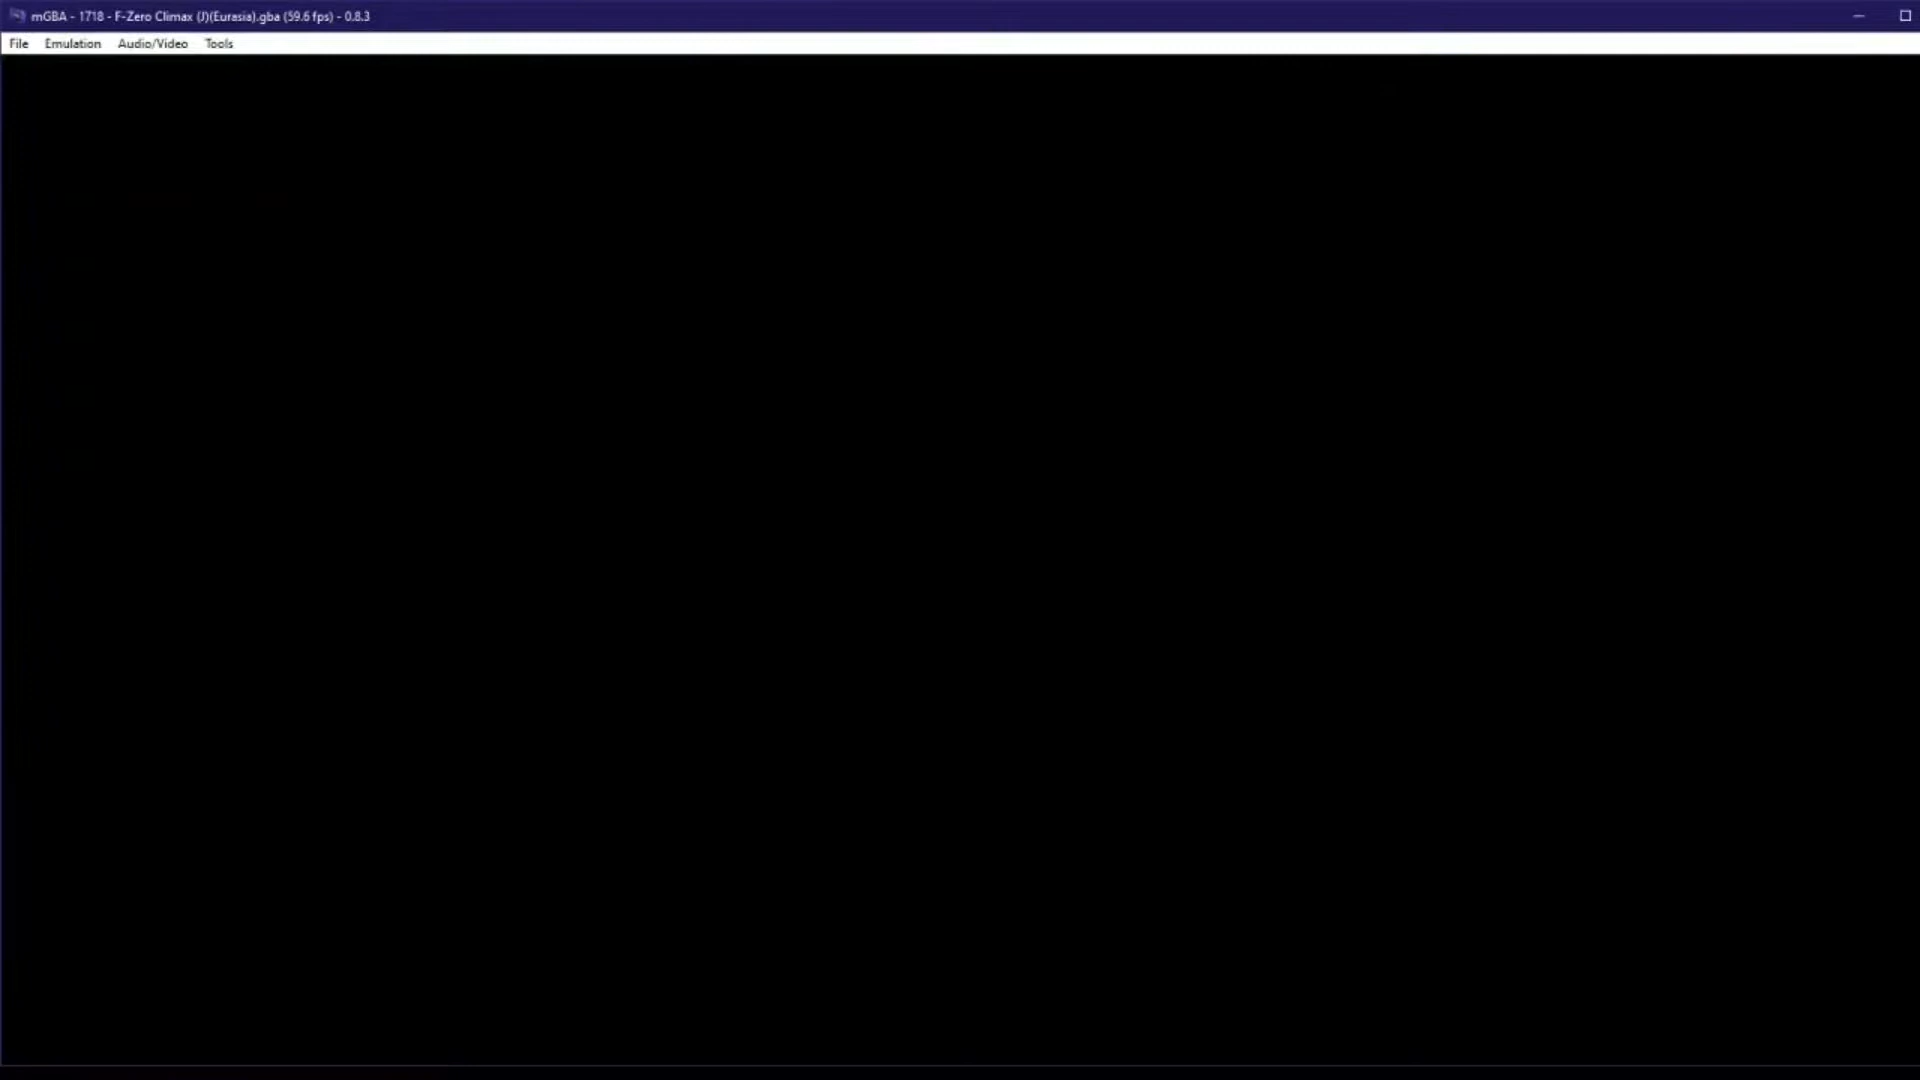 mGBA - 1718 - F-Zero Climax (J)(Eurasia).gba (59.6 fps) - 0.8.3
File Emulation Audio/Video Tools